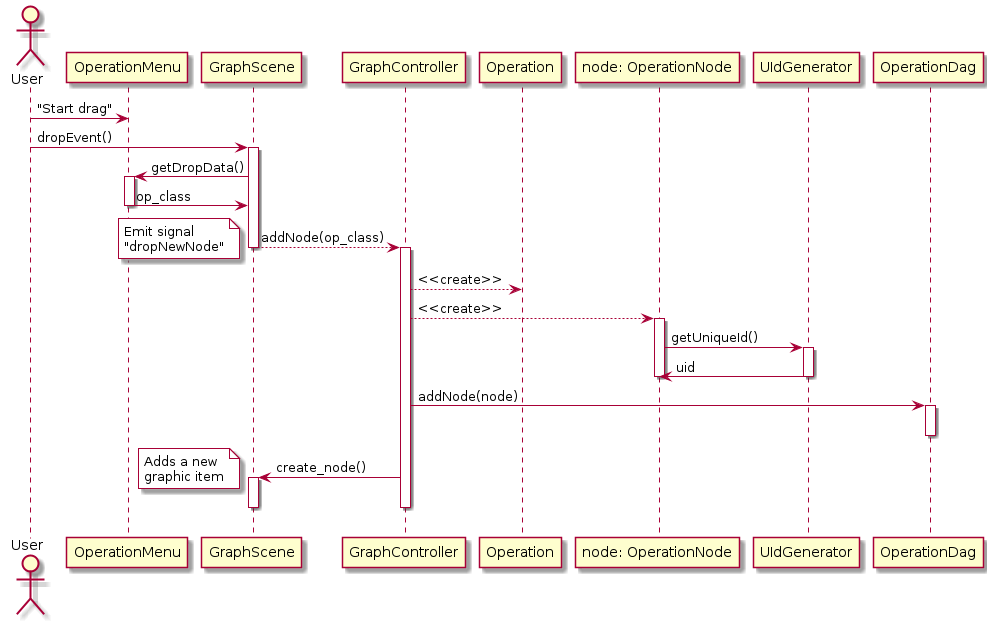 User
OperationMenu
GraphScene
GraphController
Operation
node: OperationNode
UIdGenerator
OperationDag
"Start drag"
dropEvent()
getDropData()
op_class
Emit signal
"dropNewNode"
addNode(op_class)
<<create>>
<<create>>
getUniqueId()
uid
addNode(node)
Adds a new
graphic item
create_node()
User
OperationMenu
GraphScene
GraphController
Operation
node: OperationNode
UIdGenerator
OperationDag